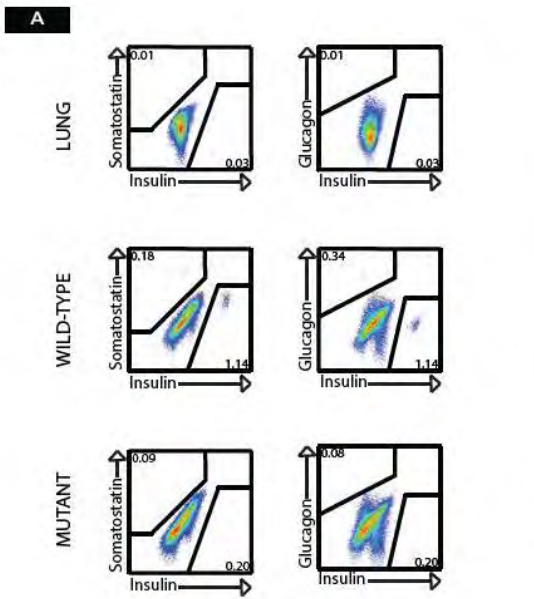 A
LUNG
Somatostatin
0.01
0.03
Insulin
Glucagon
0.01
0.03
Insulin
WILD-TYPE
Somatostatin
0.18
1.14
Insulin
Glucagon
0.34
1.14
Insulin
MUTANT
Somatostatin
0.09
0.20
Insulin
Glucagon
0.08
0.20
Insulin